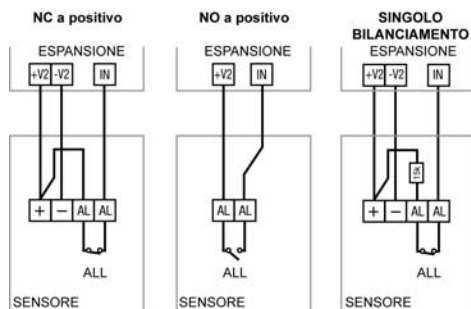 NC a positivo
ESPANSIONE
+V2 -V2 IN
+ − AL AL
ALL
SENSORE
NO a positivo
ESPANSIONE
+V2 IN
AL AL
ALL
SENSORE
SINGOLO
BILANCIAMENTO
ESPANSIONE
+V2 -V2 IN
15k
+ − AL AL
ALL
SENSORE